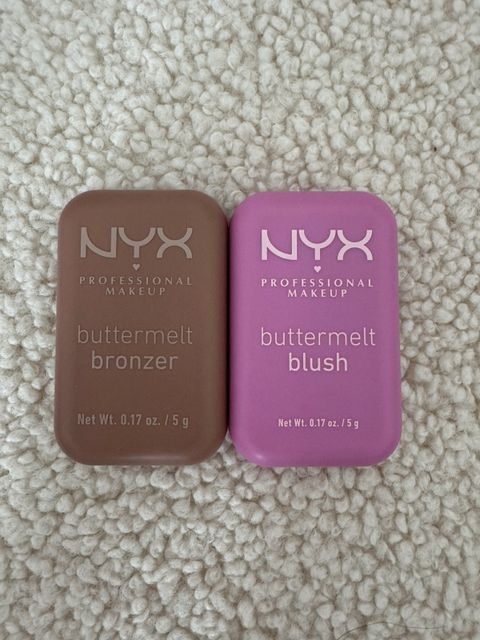 NYX
PROFESSIONAL
MAKEUP
buttermelt
bronzer
Net Wt. 0.17 oz. / 5 g
NYX
PROFESSIONAL
MAKEUP
buttermelt
blush
Net Wt. 0.17 oz. / 5 g